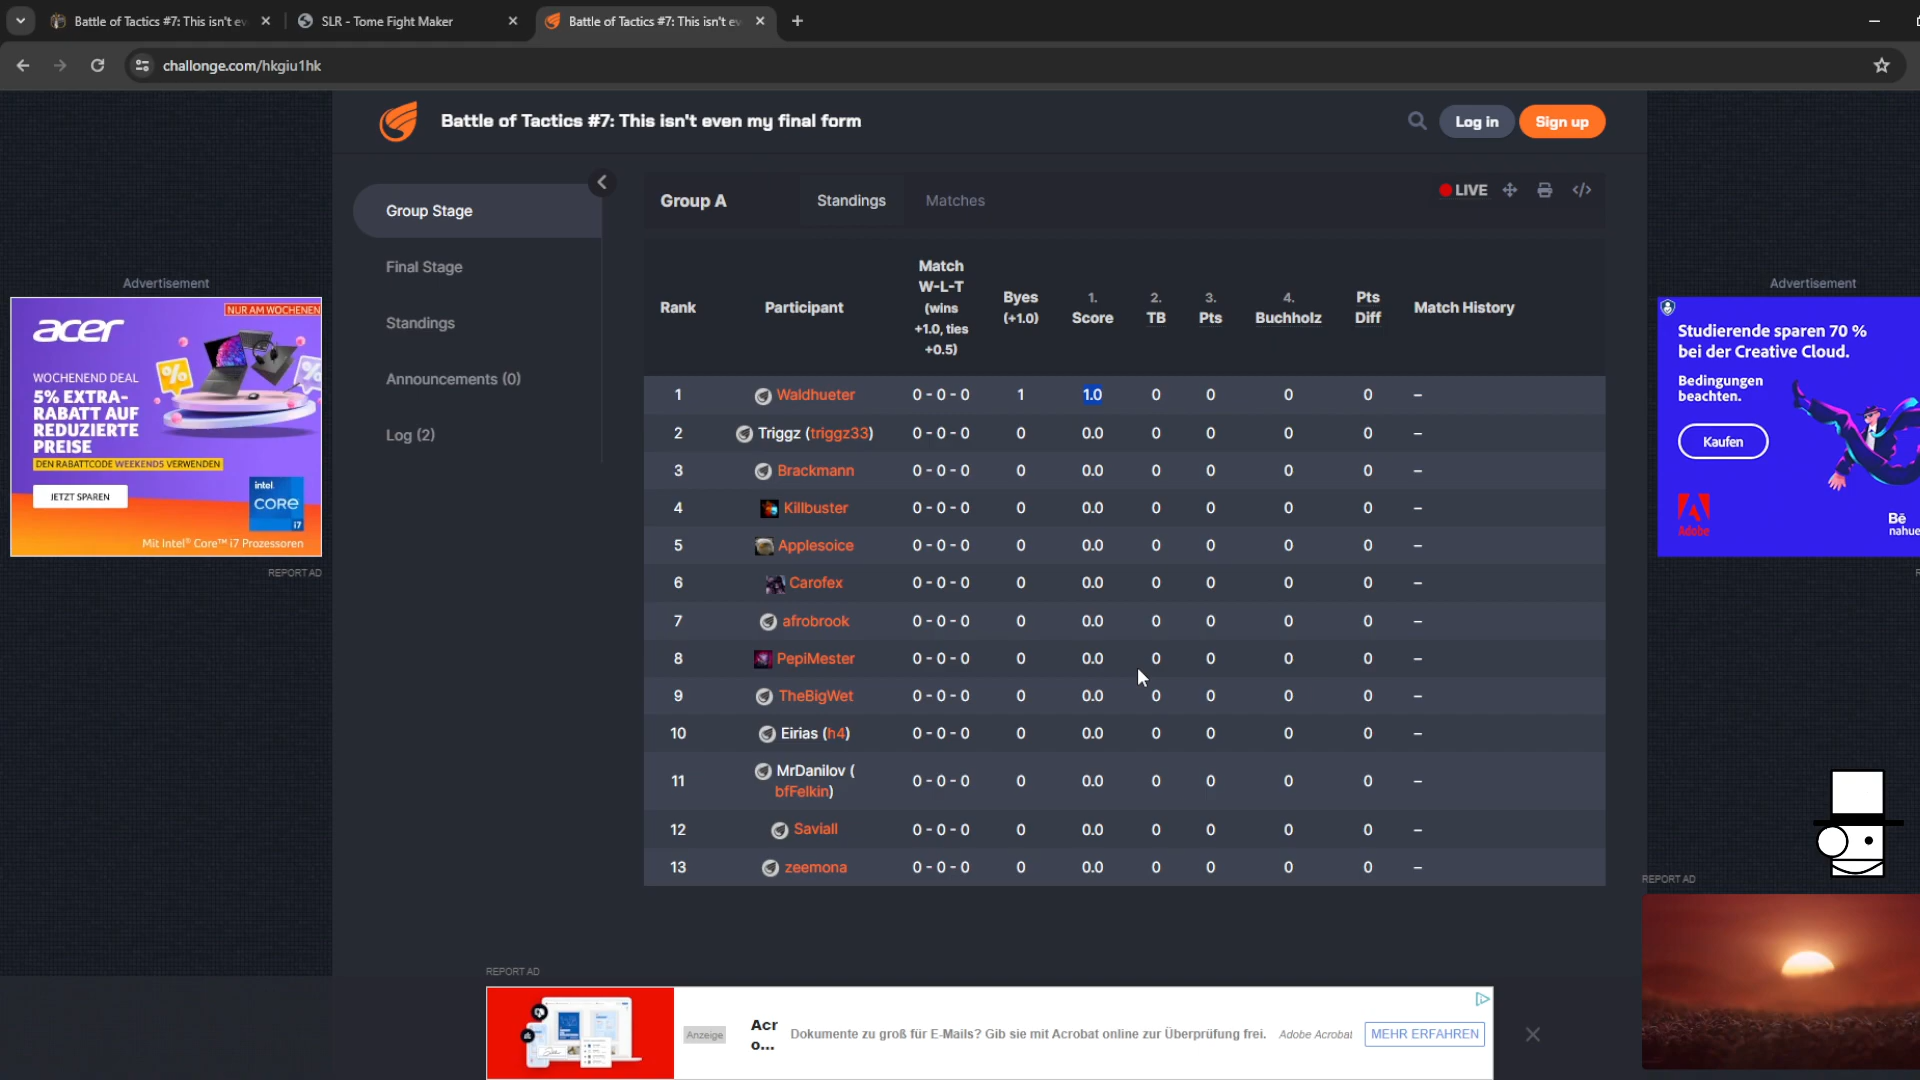 Battle of Tactics #7: This isn't ev
SLR - Tome Fight Maker
Battle of Tactics #7: This isn't ev
challonge.com/hkgiu1hk
Battle of Tactics #7: This isn't even my final form
Log in
Sign up
Group Stage
Final Stage
Standings
Announcements (0)
Log (2)
Group A
Standings
Matches
LIVE
Rank
Participant
Match
W-L-T
(wins
+1.0, ties
+0.5)
Byes
(+1.0)
1.
Score
2.
TB
3.
Pts
4.
Buchholz
Pts
Diff
Match History
1 Waldhueter 0 - 0 - 0 1 1.0 0 0 0 0 –
2 Triggz (triggz33) 0 - 0 - 0 0 0.0 0 0 0 0 –
3 Brackmann 0 - 0 - 0 0 0.0 0 0 0 0 –
4 Killbuster 0 - 0 - 0 0 0.0 0 0 0 0 –
5 Applesoice 0 - 0 - 0 0 0.0 0 0 0 0 –
6 Carofex 0 - 0 - 0 0 0.0 0 0 0 0 –
7 afrobrook 0 - 0 - 0 0 0.0 0 0 0 0 –
8 PepiMester 0 - 0 - 0 0 0.0 0 0 0 0 –
9 TheBigWet 0 - 0 - 0 0 0.0 0 0 0 0 –
10 Eirias (h4) 0 - 0 - 0 0 0.0 0 0 0 0 –
11 MrDanilov (
bfFelkin) 0 - 0 - 0 0 0.0 0 0 0 0 –
12 Saviall 0 - 0 - 0 0 0.0 0 0 0 0 –
13 zeemona 0 - 0 - 0 0 0.0 0 0 0 0 –
Advertisement
NUR AM WOCHENEN
acer
WOCHENEND DEAL
5% EXTRA-
RABATT AUF
REDUZIERTE
PREISE
DEN RABATTCODE WEEKEND5 VERWENDEN
JETZT SPAREN
intel
CORE
i7
Mit Intel® Core™ i7 Prozessoren
REPORT AD
Advertisement
Studierende sparen 70 %
bei der Creative Cloud.
Bedingungen
beachten.
Kaufen
Adobe
Bē
nahue
REPORT AD
REPORT AD
Anzeige
Acr
o...
Dokumente zu groß für E-Mails? Gib sie mit Acrobat online zur Überprüfung frei.
Adobe Acrobat
MEHR ERFAHREN